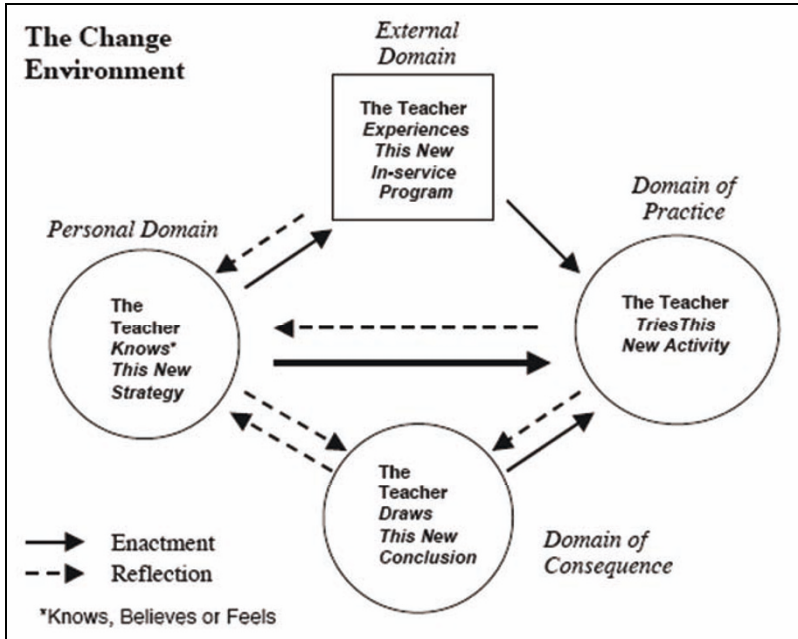 The Change
Environment
External
Domain
The Teacher
Experiences
This New
In-service
Program
Domain of
Practice
Personal Domain
The
Teacher
Knows*
This New
Strategy
The Teacher
TriesThis
New Activity
The
Teacher
Draws
This New
Conclusion
Domain of
Consequence
Enactment
Reflection
*Knows, Believes or Feels